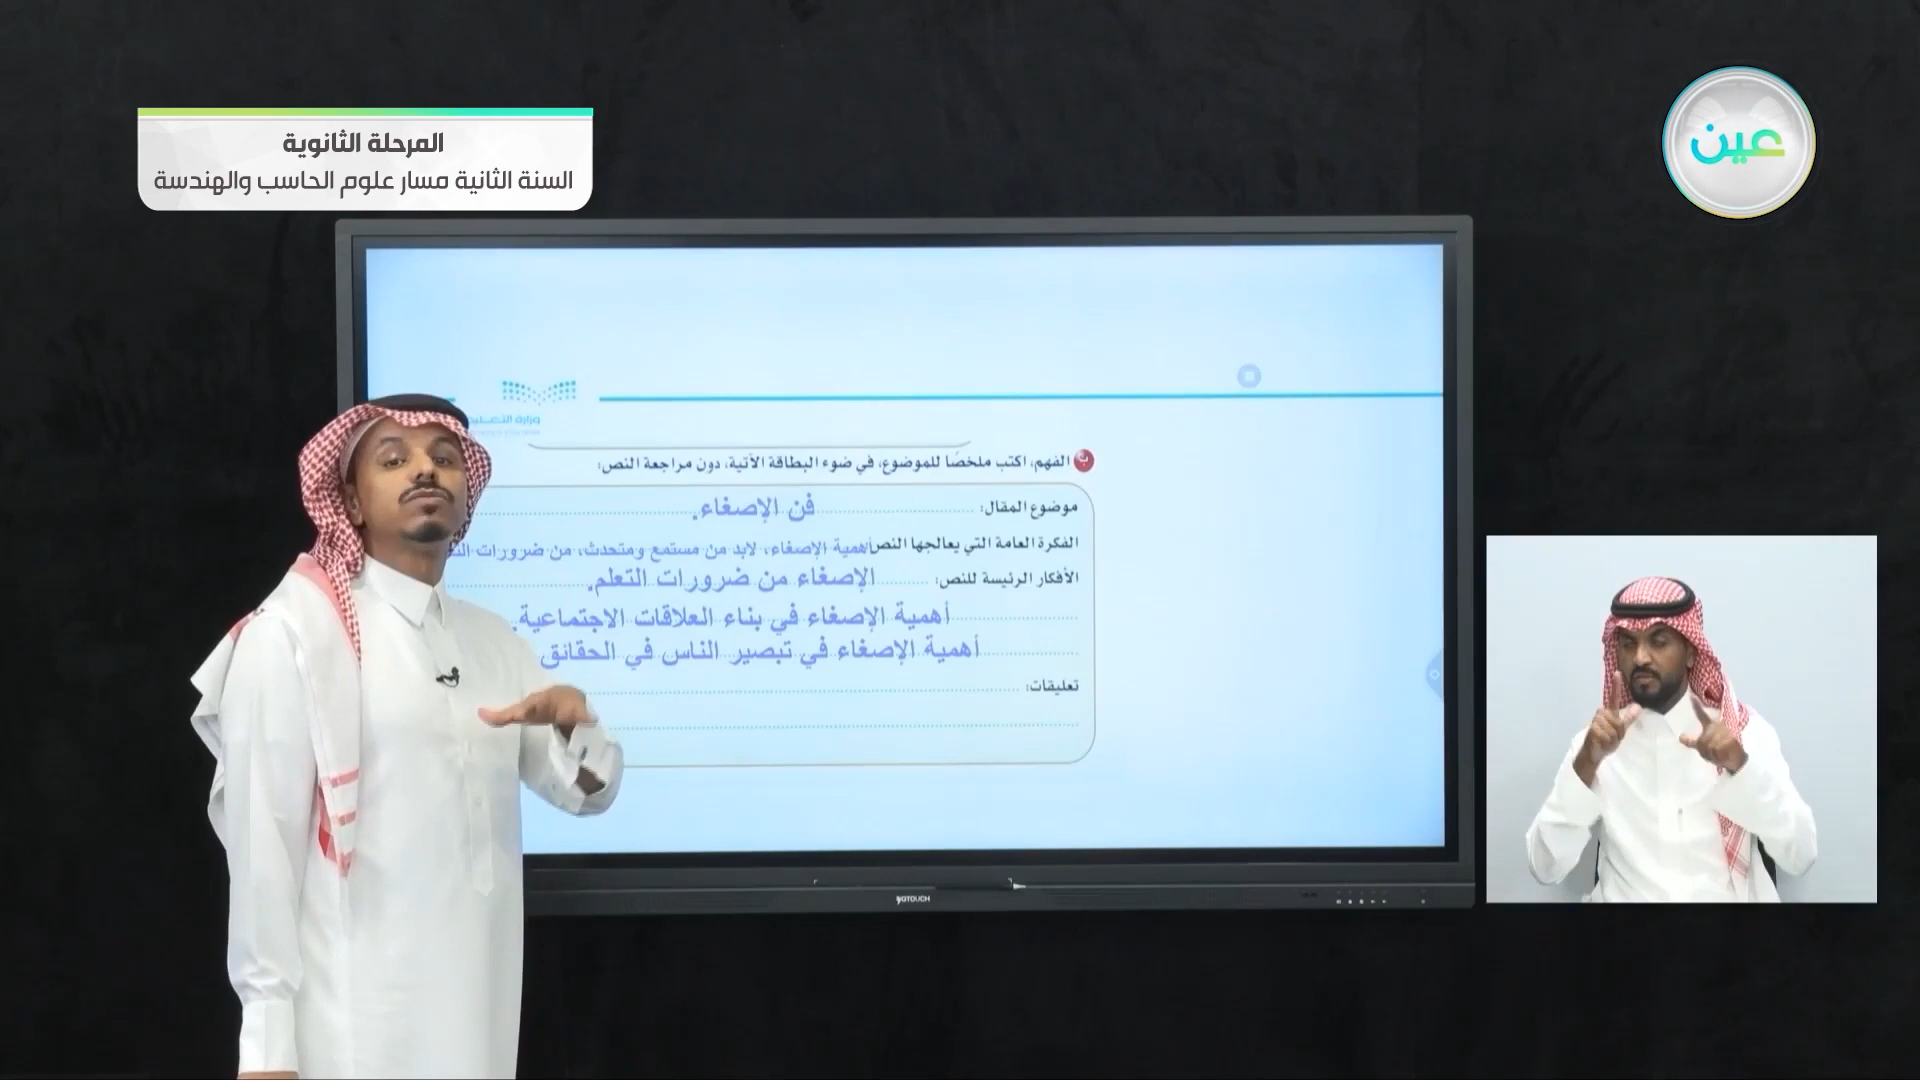 المرحلة الثانوية
السنة الثانية مسار علوم الحاسب والهندسة
عين
وزارة التعليم
ب الفهم، اكتب ملخصًا للموضوع، في ضوء البطاقة الآتية، دون مراجعة النص:
موضوع المقال: فن الإصغاء.
الفكرة العامة التي يعالجها النص أهمية الإصغاء، لابد من مستمع ومتحدث، من ضرورات
الأفكار الرئيسة للنص: الإصغاء من ضرورات التعلم.
أهمية الإصغاء في بناء العلاقات الاجتماعية.
أهمية الإصغاء في تبصير الناس في الحقائق
تعليقات: